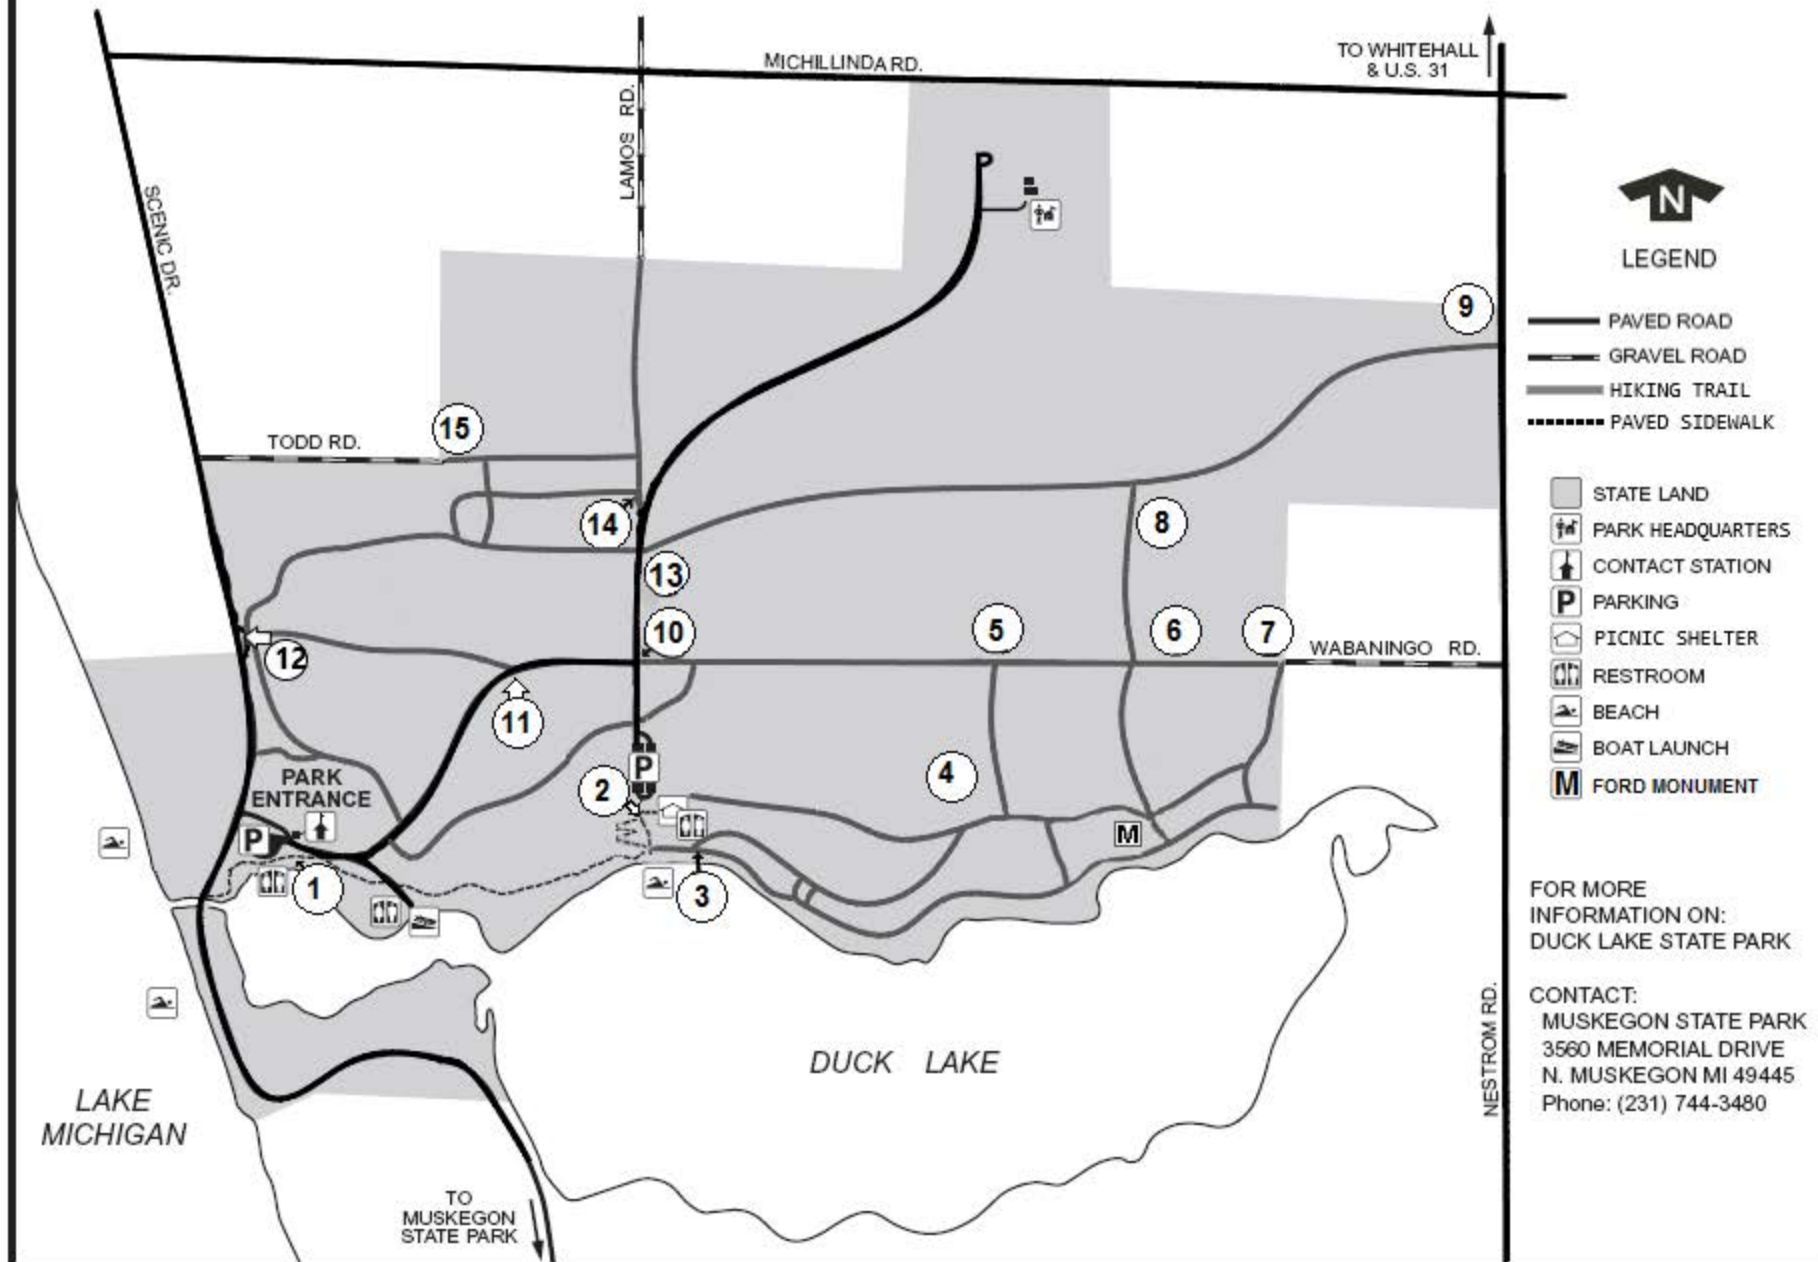 MICHILLINDA RD.
TO WHITEHALL
& U.S. 31
LAMOS RD.
SCENIC DR.
P
N
LEGEND
PAVED ROAD
GRAVEL ROAD
HIKING TRAIL
PAVED SIDEWALK
STATE LAND
PARK HEADQUARTERS
CONTACT STATION
P PARKING
PICNIC SHELTER
RESTROOM
BEACH
BOAT LAUNCH
M FORD MONUMENT
9
15
TODD RD.
14
8
13
10
5
6
7
WABANINGO RD.
12
11
PARK
ENTRANCE
P
4
2
P
M
1
3
FOR MORE
INFORMATION ON:
DUCK LAKE STATE PARK
CONTACT:
MUSKEGON STATE PARK
3560 MEMORIAL DRIVE
N. MUSKEGON MI 49445
Phone: (231) 744-3480
NESTROM RD.
DUCK LAKE
LAKE
MICHIGAN
TO
MUSKEGON
STATE PARK